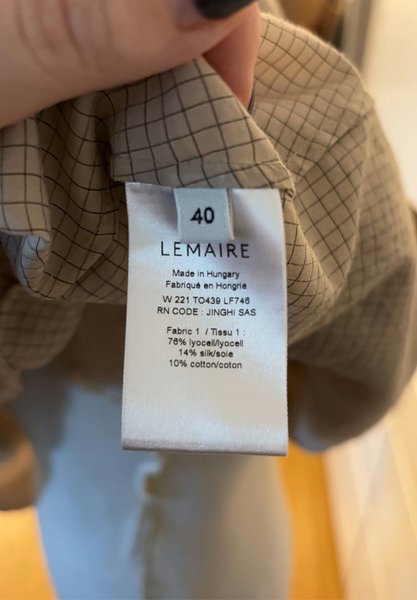 40
LEMAIRE
Made in Hungary
Fabriqué en Hongrie
W 221 TO439 LF746
RN CODE : JINGHI SAS
Fabric 1 / Tissu 1 :
76% lyocell/lyocell
14% silk/soie
10% cotton/coton